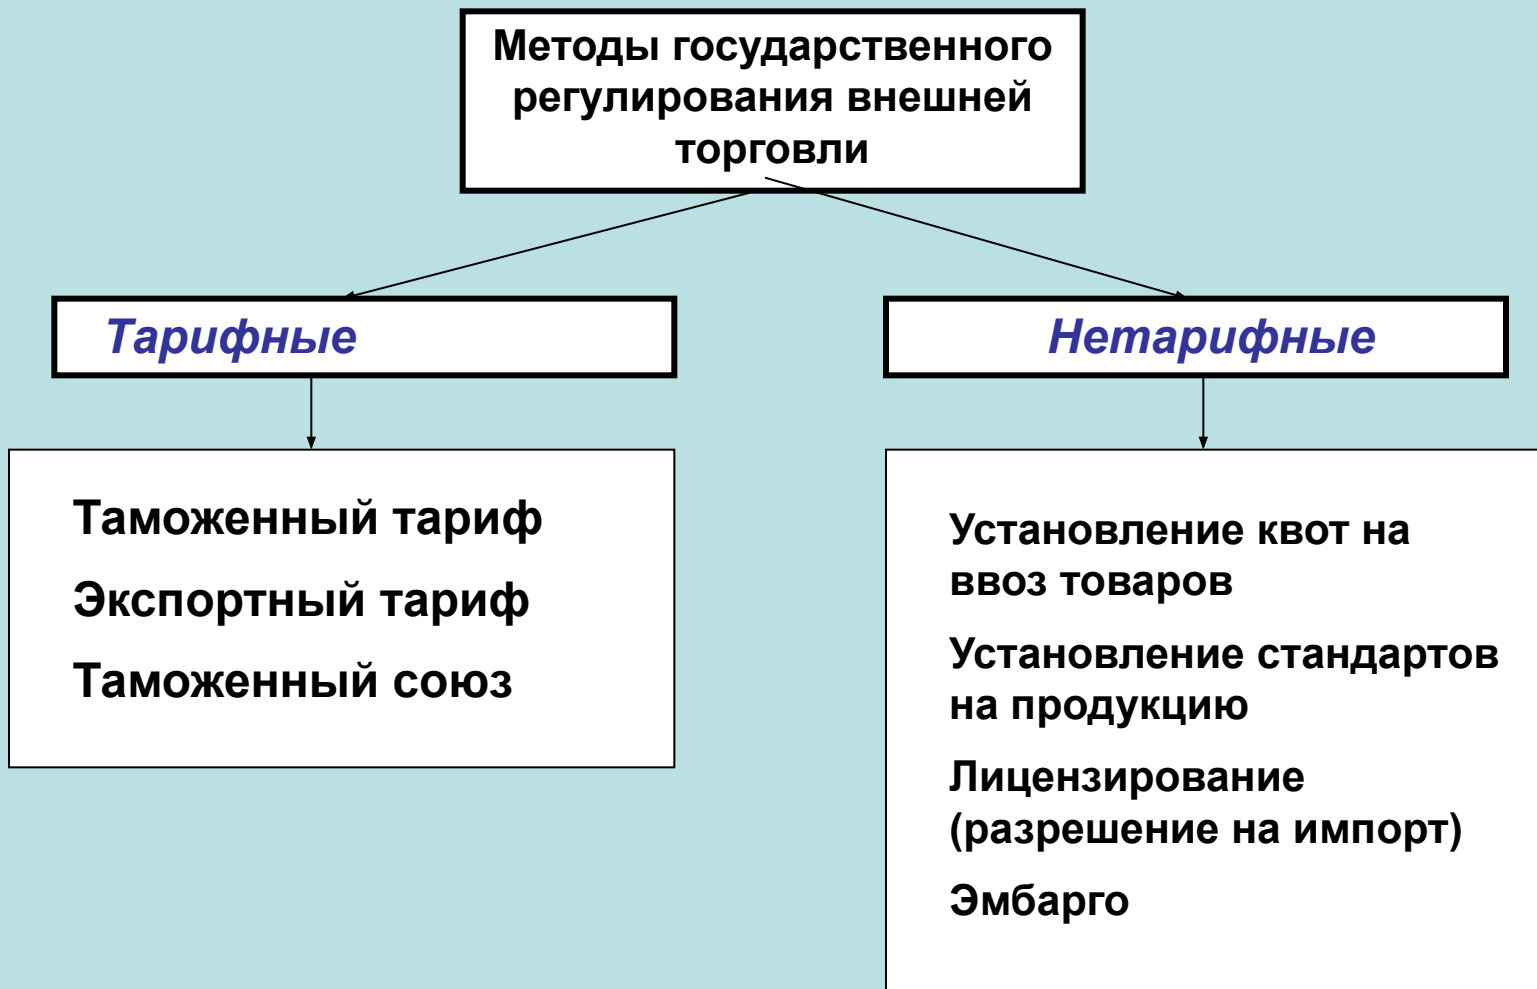 Методы государственного
регулирования внешней
торговли
Тарифные
Нетарифные
Таможенный тариф
Экспортный тариф
Таможенный союз
Установление квот на
ввоз товаров
Установление стандартов
на продукцию
Лицензирование
(разрешение на импорт)
Эмбарго